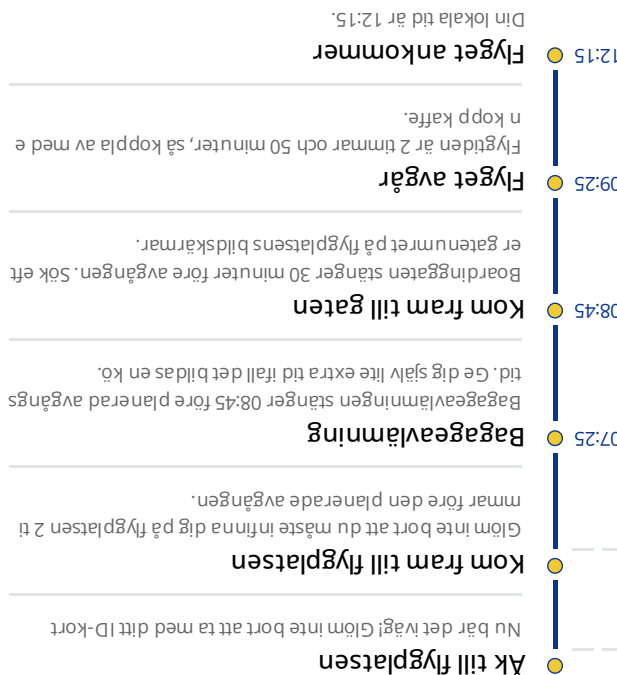 Åk till flygplatsen
Nu bär det iväg! Glöm inte bort att ta med ditt ID-kort
Kom fram till flygplatsen
Glöm inte bort att du måste infinna dig på flygplatsen 2 ti
mmar före den planerade avgången.
07:25
Bagageavlämning
Bagageavlämningen stänger 08:45 före planerad avgångs
tid. Ge dig själv lite extra tid ifall det bildas en kö.
08:45
Kom fram till gaten
Boardinggaten stänger 30 minuter före avgången. Sök eft
er gatenumret på flygplatsens bildskärmar.
09:25
Flyget avgår
Flygtiden är 2 timmar och 50 minuter, så koppla av med e
n kopp kaffe.
12:15
Flyget ankommer
Din lokala tid är 12:15.